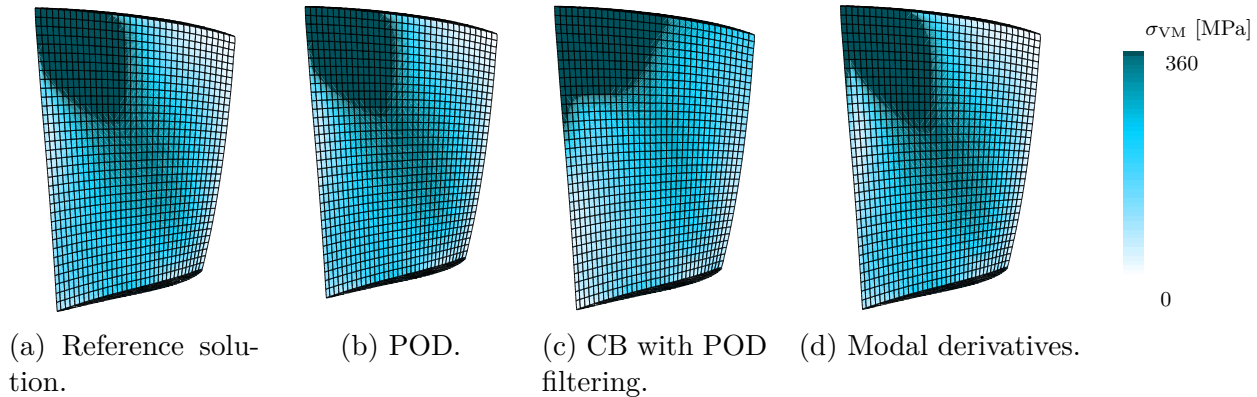 σVM [MPa]
360
0
(a) Reference solu-
tion.
(b) POD.
(c) CB with POD
filtering.
(d) Modal derivatives.